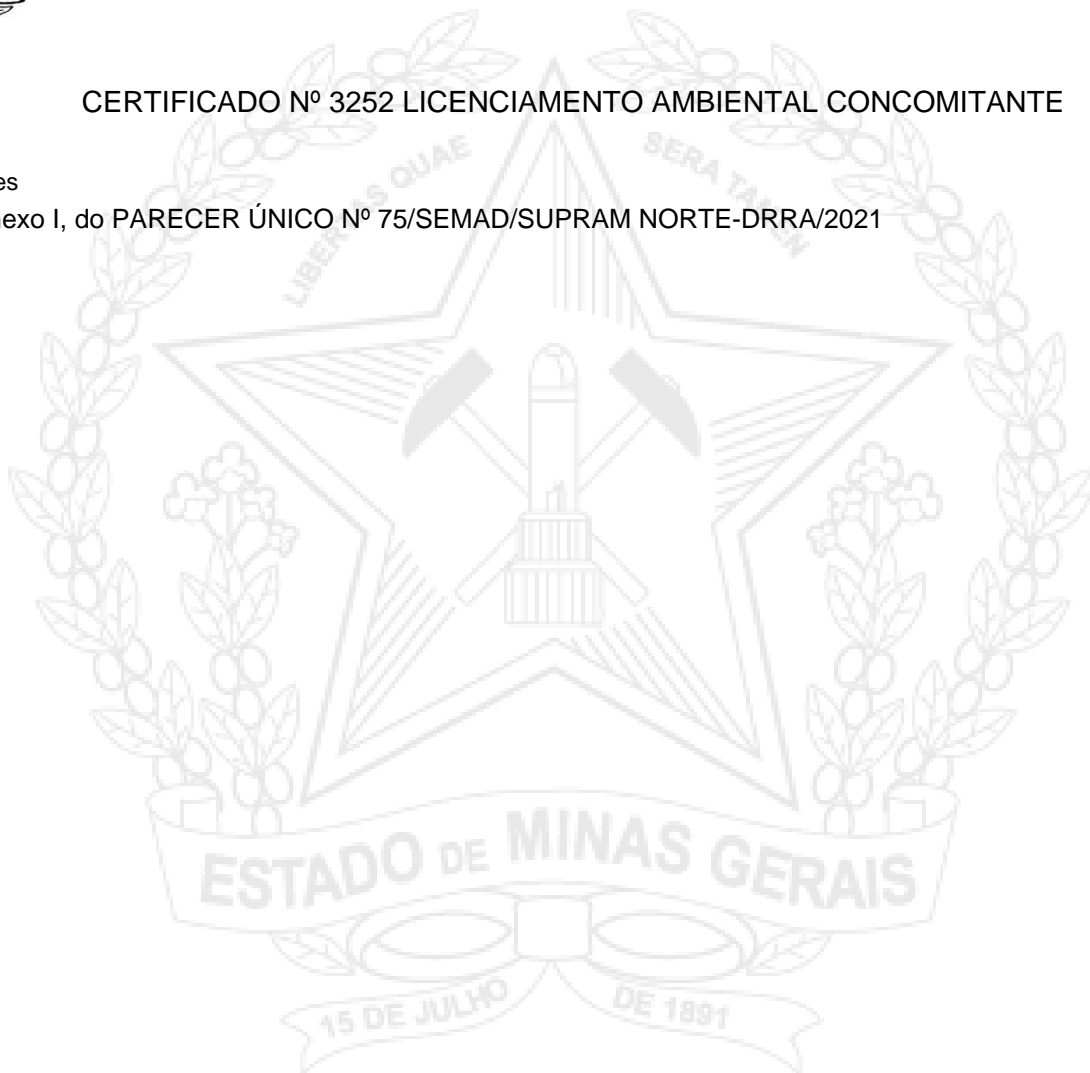 CERTIFICADO Nº 3252 LICENCIAMENTO AMBIENTAL CONCOMITANTE
es
exo I, do PARECER ÚNICO Nº 75/SEMAD/SUPRAM NORTE-DRRA/2021
LIBERTAS QUAE SERA TAMEN
ESTADO DE MINAS GERAIS
15 DE JULHO DE 1891